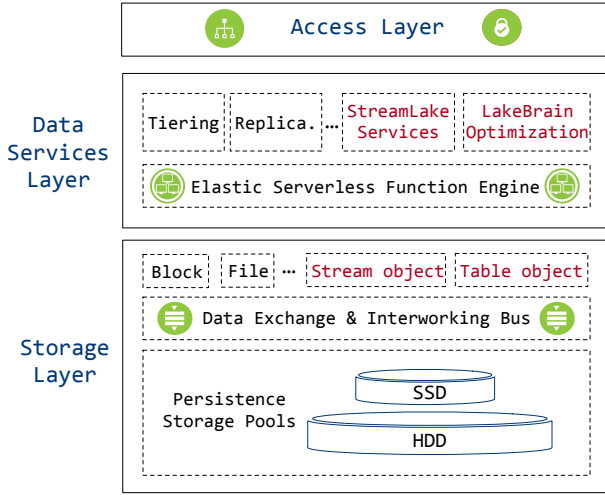 Access Layer
Data
Services
Layer
Tiering
Replica.
...
StreamLake
Services
LakeBrain
Optimization
Elastic Serverless Function Engine
Storage
Layer
Block
File
...
Stream object
Table object
Data Exchange & Interworking Bus
Persistence
Storage Pools
SSD
HDD